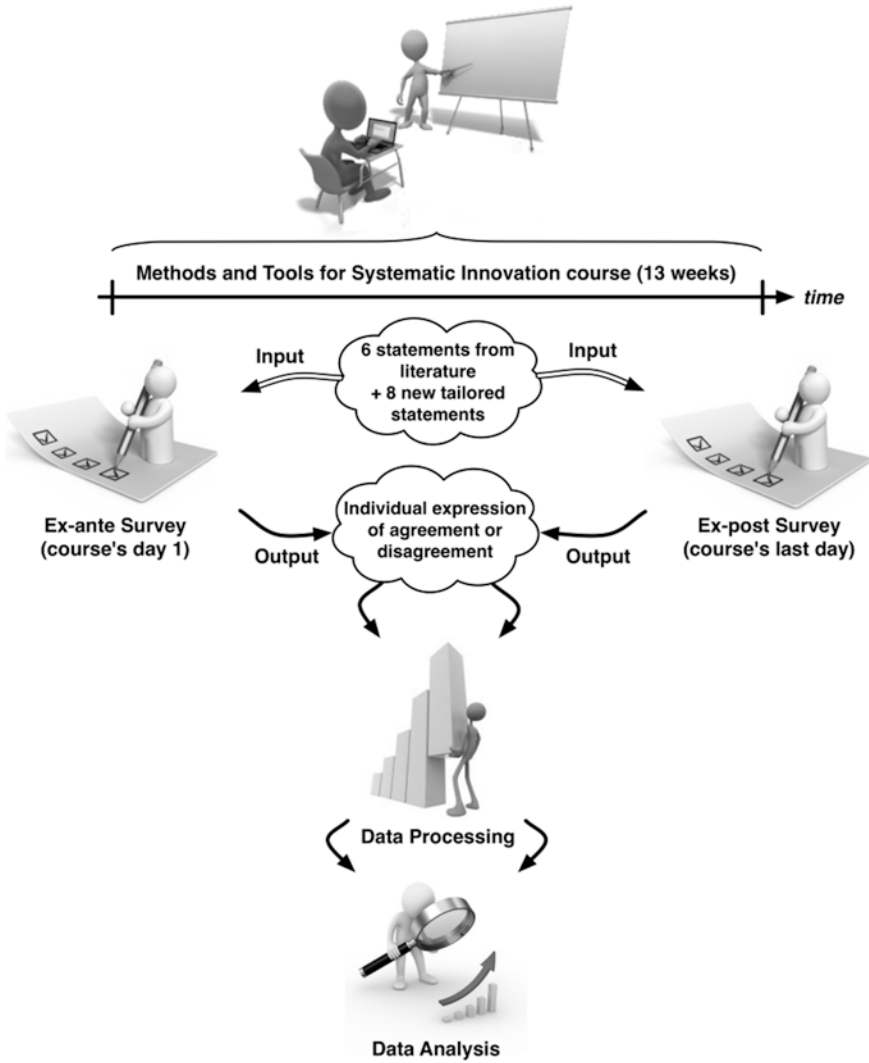 Methods and Tools for Systematic Innovation course (13 weeks)
time
Input
6 statements from
literature
+ 8 new tailored
statements
Input
Ex-ante Survey
(course's day 1)
Output
Individual expression
of agreement or
disagreement
Output
Ex-post Survey
(course's last day)
Data Processing
Data Analysis